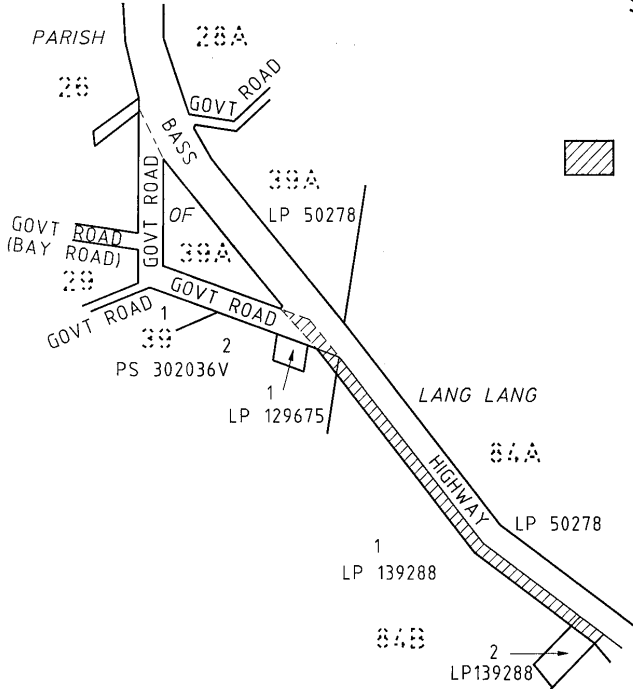 PARISH
28A
26
GOVT ROAD
BASS
39A
LP 50278
GOVT ROAD
OF
39A
GOVT ROAD
(BAY ROAD)
29
GOVT ROAD
GOVT ROAD
1
39
2
PS 302036V
1
LP 129675
LANG LANG
84A
HIGHWAY
LP 50278
1
LP 139288
84B
2
LP139288